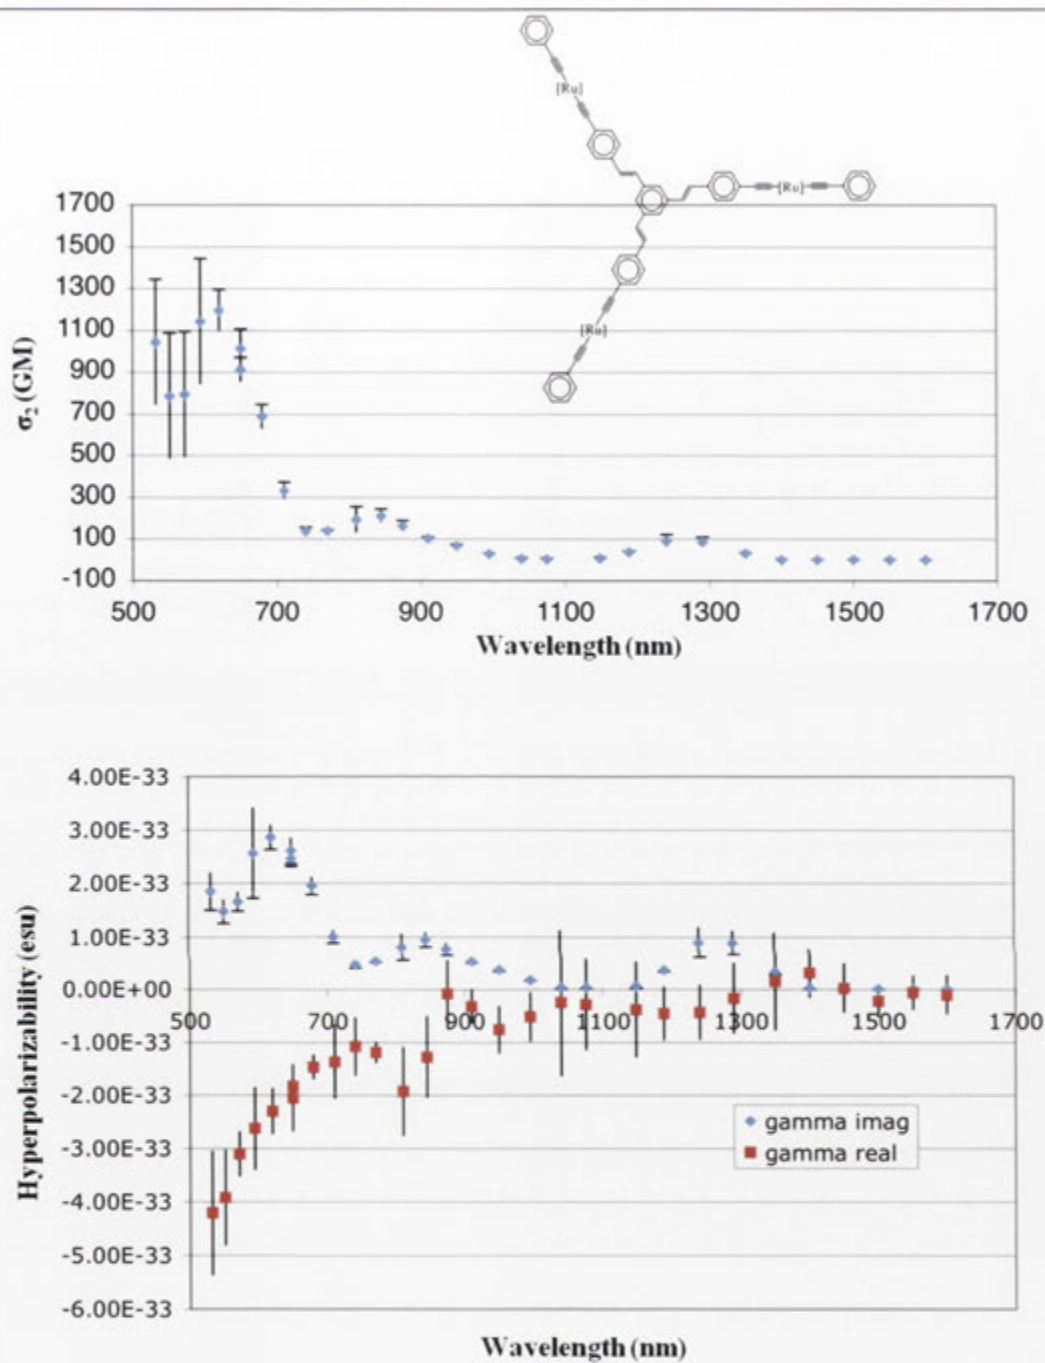 [Ru]
[Ru]
[Ru]
1700
1500
1300
1100
900
700
500
300
100
-100
σ₂ (GM)
500 700 900 1100 1300 1500 1700
Wavelength (nm)
4.00E-33
3.00E-33
2.00E-33
1.00E-33
0.00E+00
-1.00E-33
-2.00E-33
-3.00E-33
-4.00E-33
-5.00E-33
-6.00E-33
Hyperpolarizability (esu)
500 700 900 1100 1300 1500 1700
gamma imag
gamma real
Wavelength (nm)